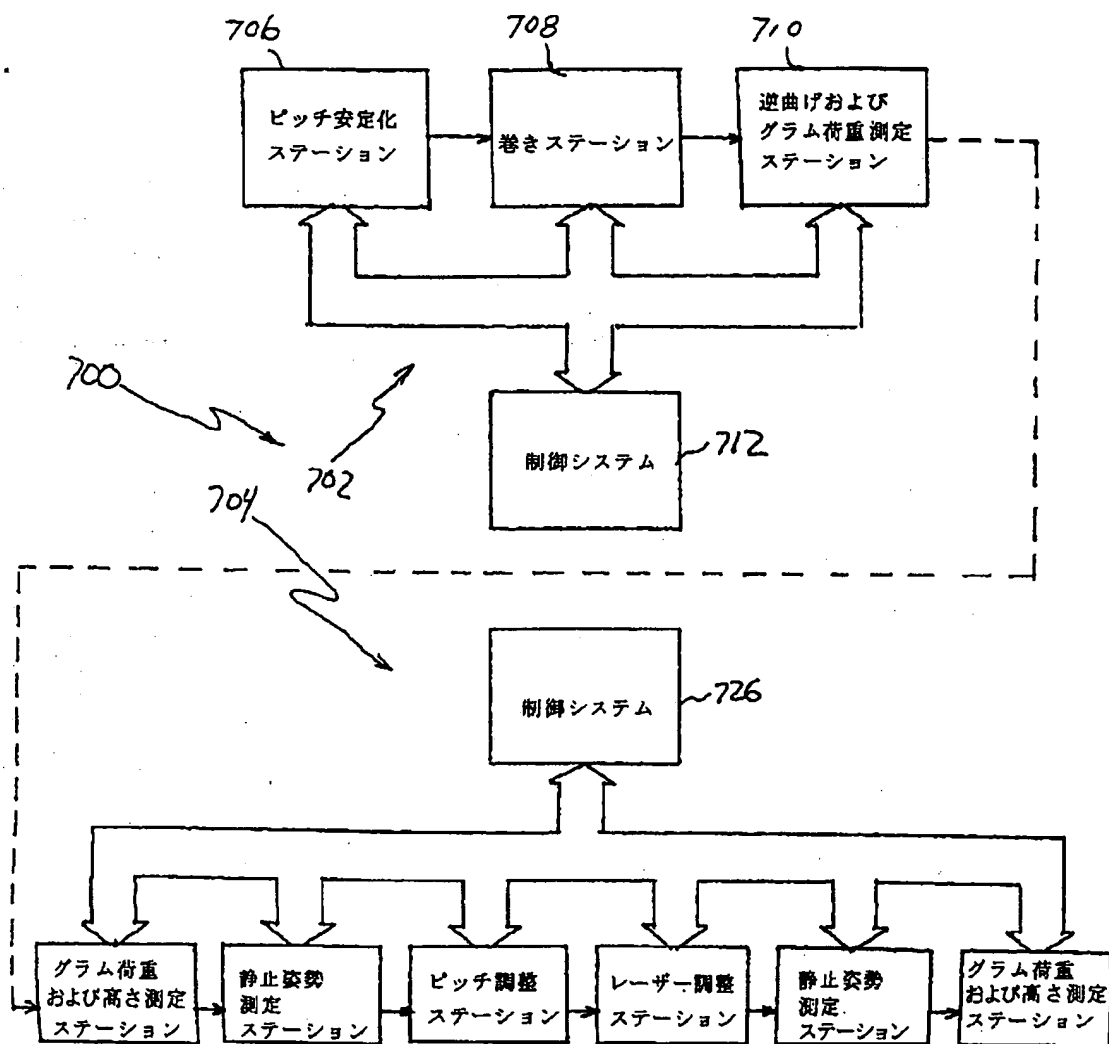 706
708
710
ピッチ安定化
ステーション
巻きステーション
逆曲げおよび
グラム荷重測定
ステーション
700
702
制御システム
712
704
制御システム
726
グラム荷重
および高さ測定
ステーション
静止姿勢
測定
ステーション
ピッチ調整
ステーション
レーザー調整
ステーション
静止姿勢
測定
ステーション
グラム荷重
および高さ測定
ステーション